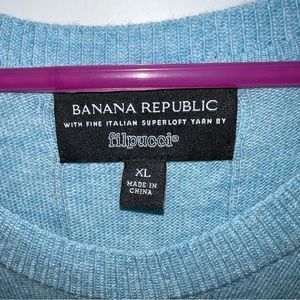 BANANA REPUBLIC
WITH FINE ITALIAN SUPERLOFT YARN BY
filpucci®
XL
MADE IN
CHINA